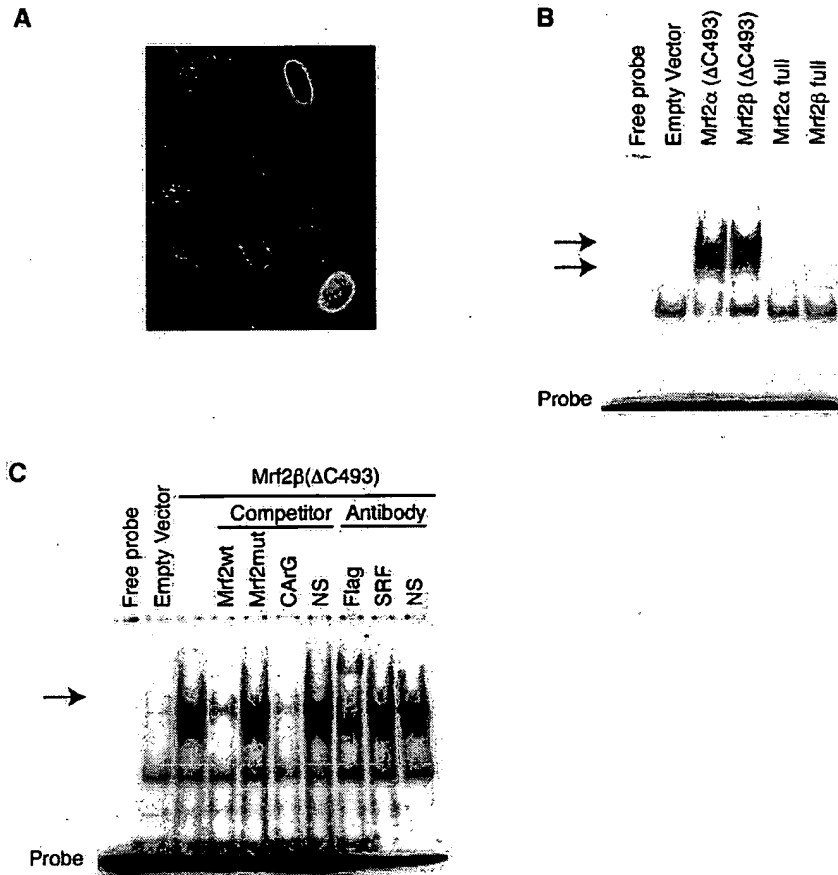 A
B
Free probe
Empty Vector
Mrf2α (ΔC493)
Mrf2β (ΔC493)
Mrf2α full
Mrf2β full
Probe
C
Mrf2β(ΔC493)
Competitor
Antibody
Free probe
Empty Vector
Mrf2wt
Mrf2mut
CArG
NS
Flag
SRF
NS
Probe